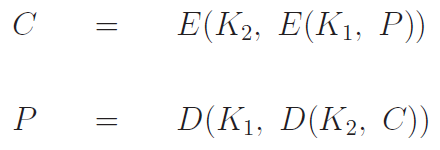 C = E(K₂, E(K₁, P))
P = D(K₁, D(K₂, C))